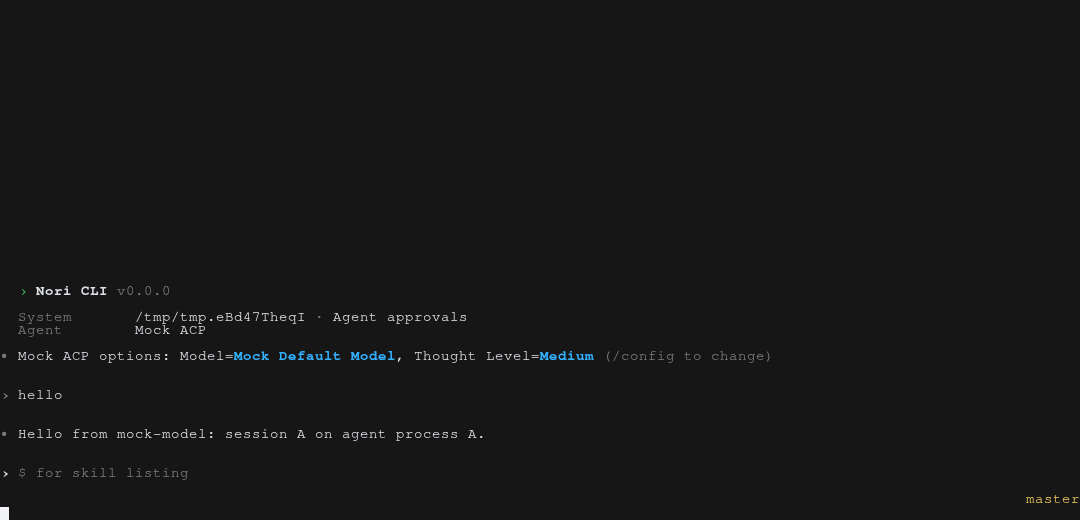 › Nori CLI v0.0.0
System /tmp/tmp.eBd47TheqI · Agent approvals
Agent Mock ACP
• Mock ACP options: Model=Mock Default Model, Thought Level=Medium (/config to change)
› hello
• Hello from mock-model: session A on agent process A.
› $ for skill listing
master